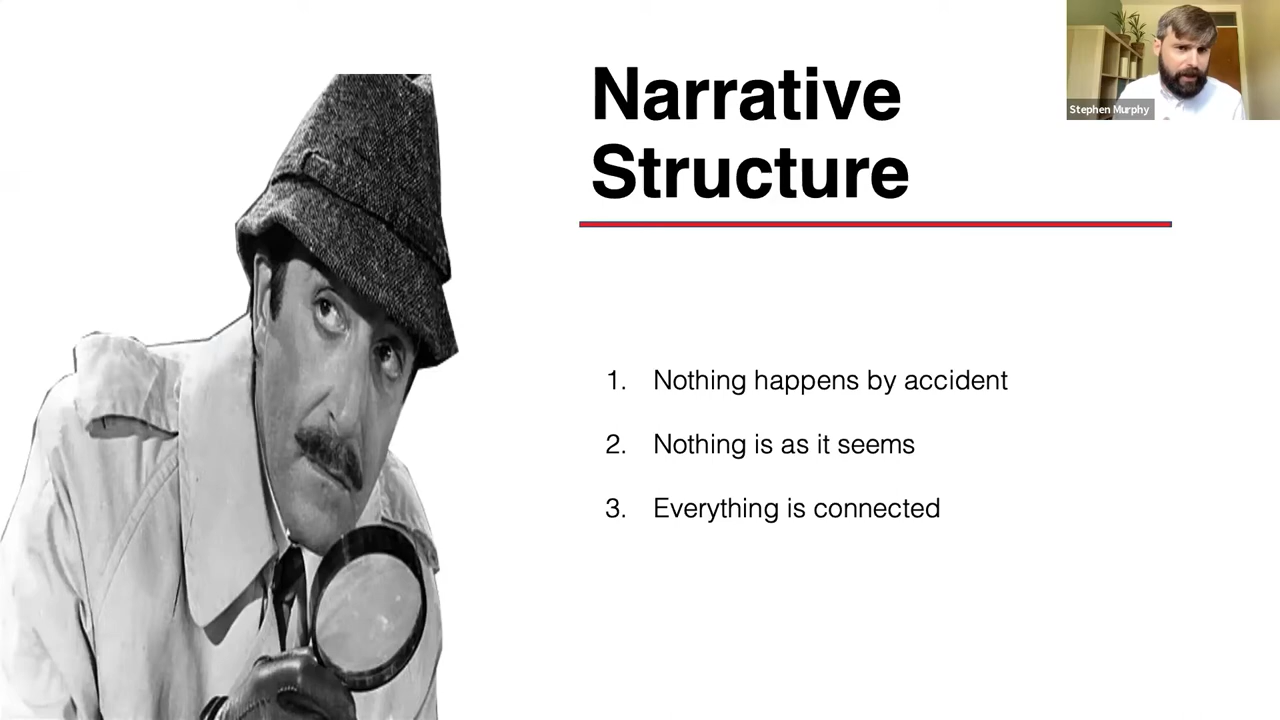 Narrative
Structure
Stephen Murphy
1. Nothing happens by accident
2. Nothing is as it seems
3. Everything is connected